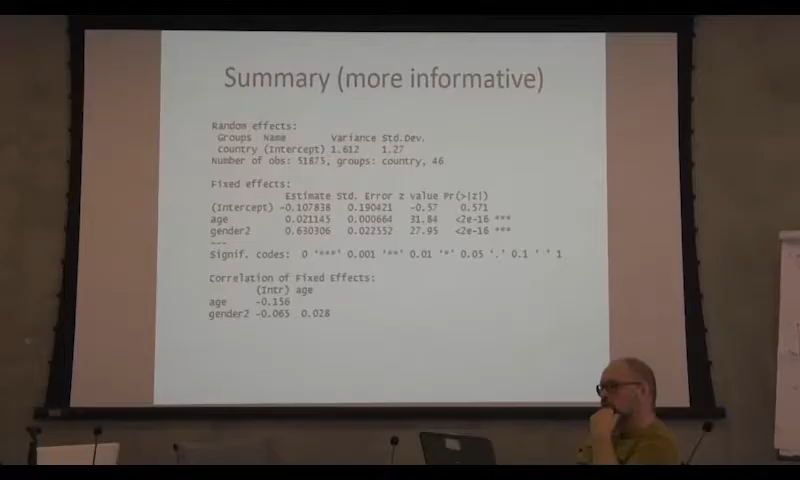 Summary (more informative)
Random effects:
Groups Name Variance Std.Dev.
country (Intercept) 1.612 1.27
Number of obs: 51875, groups: country, 46
Fixed effects:
Estimate Std. Error z value Pr(>|z|)
(Intercept) -0.107838 0.190421 -0.57 0.571
age 0.021145 0.000664 31.84 <2e-16 ***
gender2 0.630306 0.022552 27.95 <2e-16 ***
---
Signif. codes: 0 '***' 0.001 '**' 0.01 '*' 0.05 '.' 0.1 ' ' 1
Correlation of Fixed Effects:
(Intr) age
age -0.156
gender2 -0.065 0.028